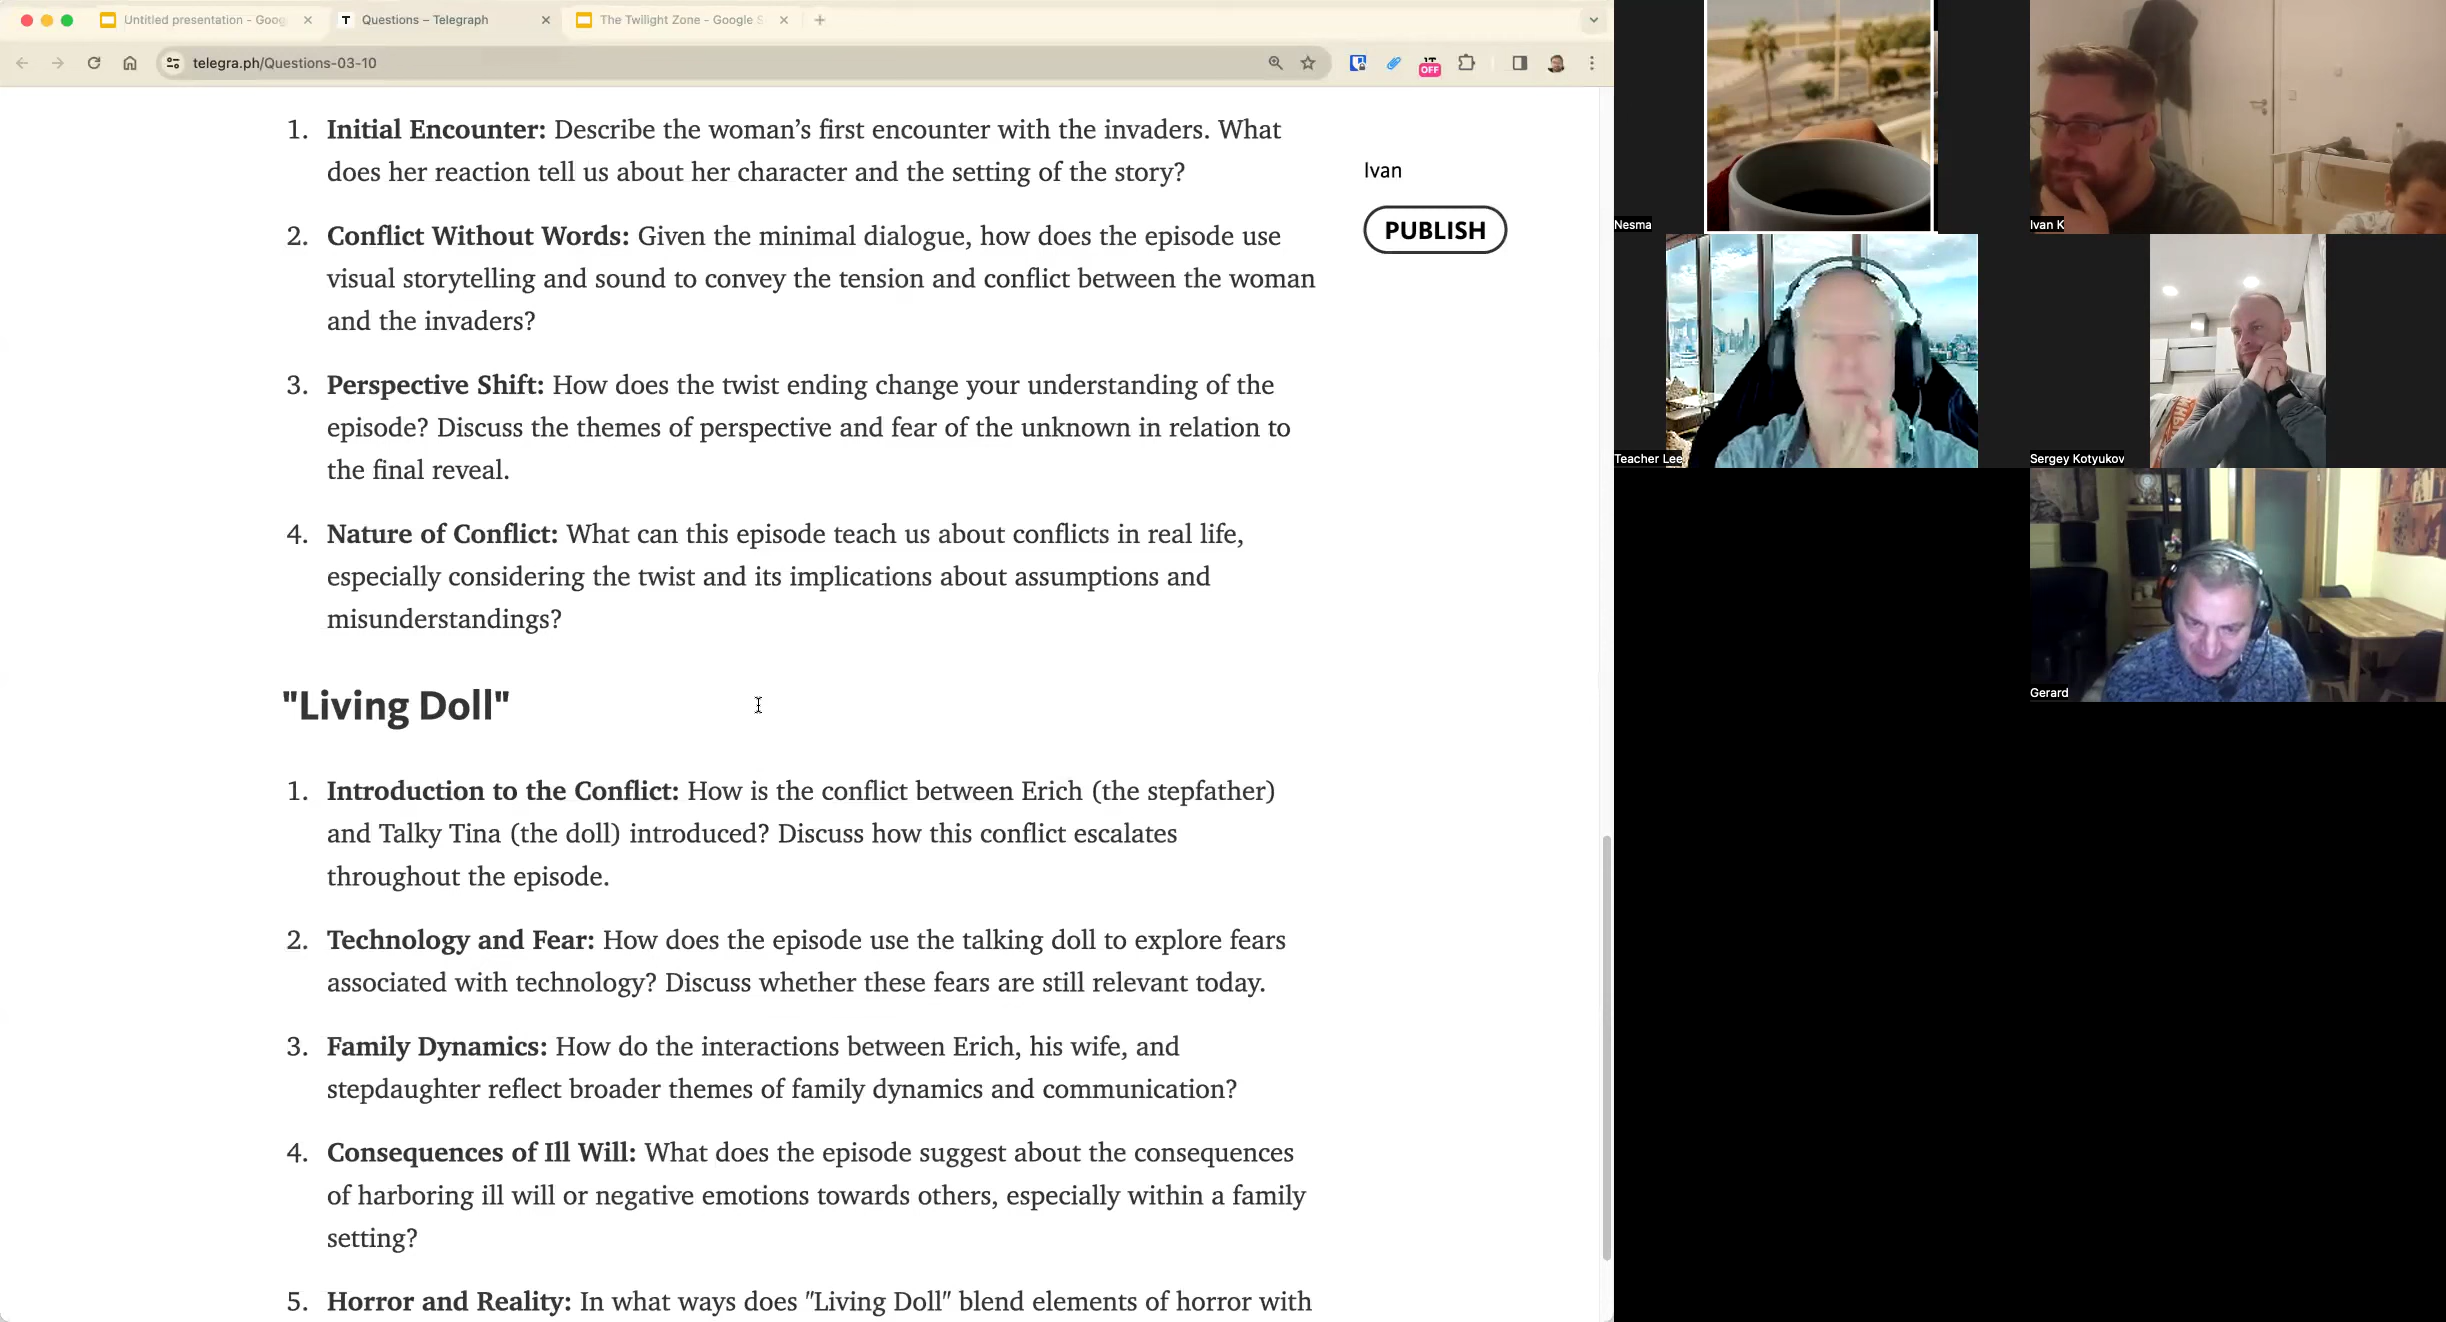 Untitled presentation - Goog
Questions – Telegraph
The Twilight Zone - Google S
telegra.ph/Questions-03-10
OFF
1. Initial Encounter: Describe the woman’s first encounter with the invaders. What
does her reaction tell us about her character and the setting of the story?
2. Conflict Without Words: Given the minimal dialogue, how does the episode use
visual storytelling and sound to convey the tension and conflict between the woman
and the invaders?
3. Perspective Shift: How does the twist ending change your understanding of the
episode? Discuss the themes of perspective and fear of the unknown in relation to
the final reveal.
4. Nature of Conflict: What can this episode teach us about conflicts in real life,
especially considering the twist and its implications about assumptions and
misunderstandings?
"Living Doll"
1. Introduction to the Conflict: How is the conflict between Erich (the stepfather)
and Talky Tina (the doll) introduced? Discuss how this conflict escalates
throughout the episode.
2. Technology and Fear: How does the episode use the talking doll to explore fears
associated with technology? Discuss whether these fears are still relevant today.
3. Family Dynamics: How do the interactions between Erich, his wife, and
stepdaughter reflect broader themes of family dynamics and communication?
4. Consequences of Ill Will: What does the episode suggest about the consequences
of harboring ill will or negative emotions towards others, especially within a family
setting?
5. Horror and Reality: In what ways does "Living Doll" blend elements of horror with
Ivan
PUBLISH
Nesma
Ivan K
Teacher Lee
Sergey Kotyukov
Gerard